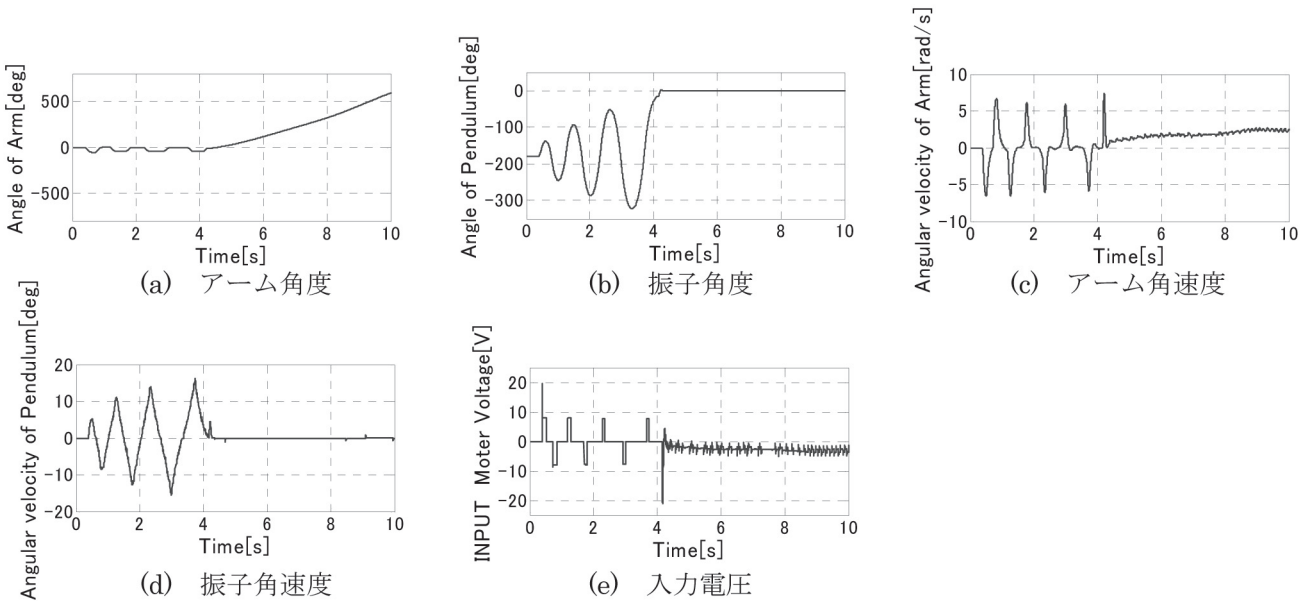 Angle of Arm[deg]
500
0
-500
0 2 4 6 8 10
Time[s]
(a) アーム角度
Angle of Pendulum[deg]
0
-100
-200
-300
0 2 4 6 8 10
Time[s]
(b) 振子角度
Angular velocity of Arm[rad/s]
10
5
0
-5
-10
0 2 4 6 8 10
Time[s]
(c) アーム角速度
Angular velocity of Pendulum[deg]
20
10
0
-10
-20
0 2 4 6 8 10
Time[s]
(d) 振子角速度
INPUT Moter Voltage[V]
20
10
0
-10
-20
0 2 4 6 8 10
Time[s]
(e) 入力電圧